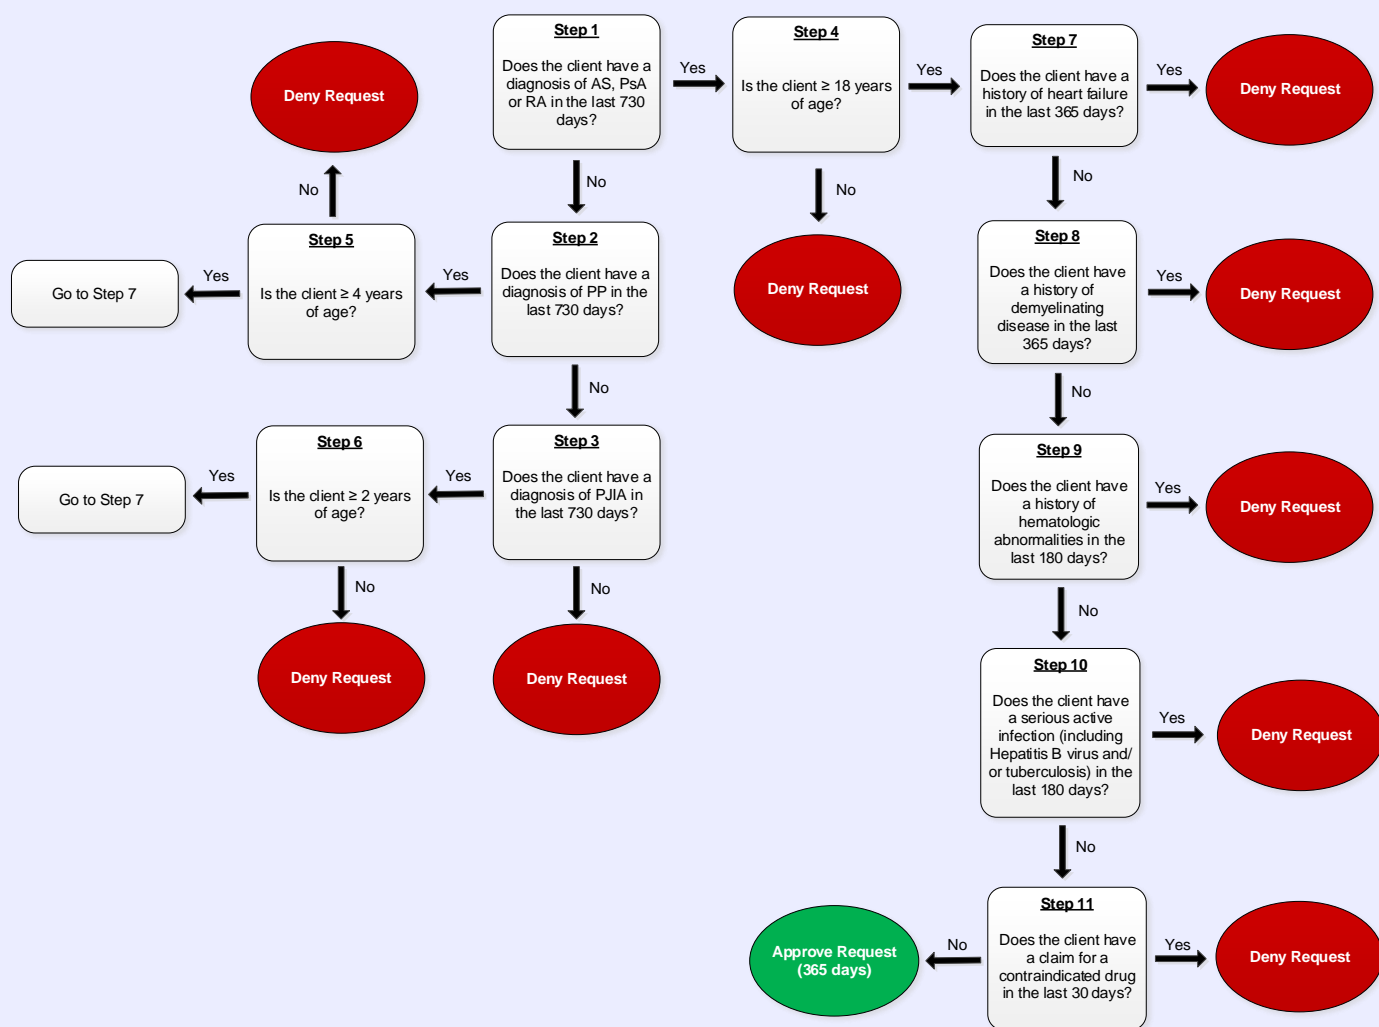 Step 1
Does the client have a
diagnosis of AS, PsA
or RA in the last 730
days?
Yes
Step 4
Is the client ≥ 18 years
of age?
Yes
Step 7
Does the client have a
history of heart failure
in the last 365 days?
Yes
Deny Request
Deny Request
No
No
No
No
Step 5
Is the client ≥ 4 years
of age?
Yes
Go to Step 7
Step 2
Does the client have a
diagnosis of PP in the
last 730 days?
Yes
Deny Request
Step 8
Does the client have
a history of
demyelinating
disease in the last
365 days?
Yes
Deny Request
No
No
Step 6
Is the client ≥ 2 years
of age?
Yes
Go to Step 7
Step 3
Does the client have a
diagnosis of PJIA in
the last 730 days?
Yes
Step 9
Does the client have
a history of
hematologic
abnormalities in the
last 180 days?
Yes
Deny Request
No
No
No
Deny Request
Deny Request
Step 10
Does the client have
a serious active
infection (including
Hepatitis B virus and/
or tuberculosis) in the
last 180 days?
Yes
Deny Request
No
Step 11
Does the client have
a claim for a
contraindicated drug
in the last 30 days?
No
Approve Request
(365 days)
Yes
Deny Request